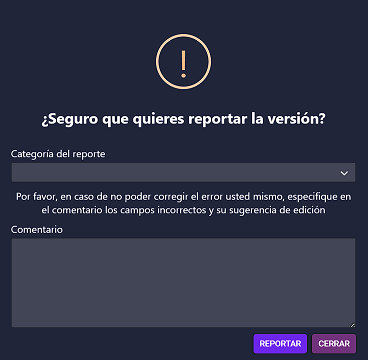 ¿Seguro que quieres reportar la versión?
Categoría del reporte
Por favor, en caso de no poder corregir el error usted mismo, especifique en
el comentario los campos incorrectos y su sugerencia de edición
Comentario
REPORTAR CERRAR